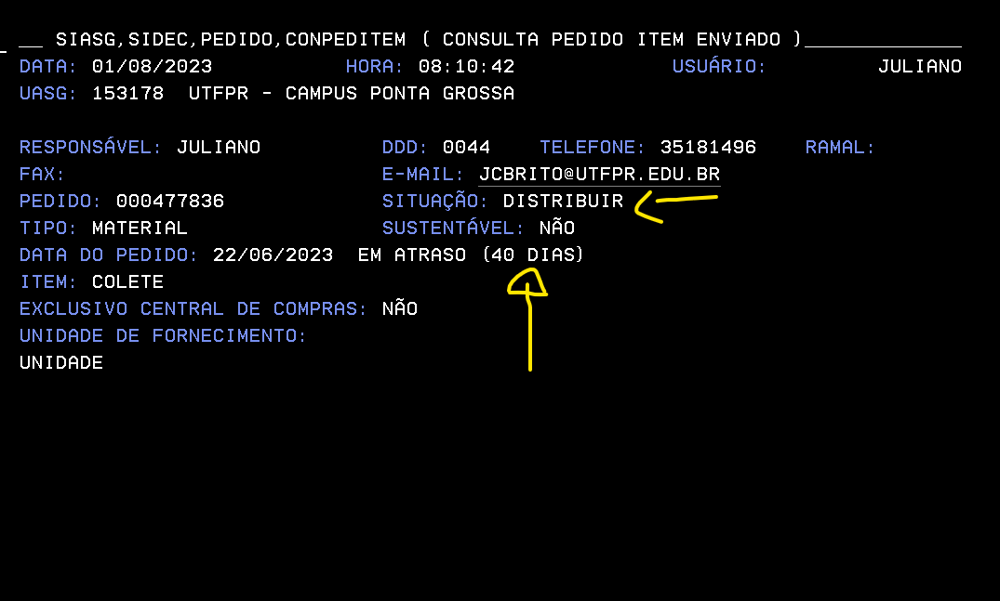 __ SIASG,SIDEC,PEDIDO,CONPEDITEM ( CONSULTA PEDIDO ITEM ENVIADO )_____________
DATA: 01/08/2023 HORA: 08:10:42 USUÁRIO: JULIANO
UASG: 153178 UTFPR - CAMPUS PONTA GROSSA
RESPONSÁVEL: JULIANO DDD: 0044 TELEFONE: 35181496 RAMAL:
FAX: E-MAIL: JCBRITO@UTFPR.EDU.BR
PEDIDO: 000477836 SITUAÇÃO: DISTRIBUIR
TIPO: MATERIAL SUSTENTÁVEL: NÃO
DATA DO PEDIDO: 22/06/2023 EM ATRASO (40 DIAS)
ITEM: COLETE
EXCLUSIVO CENTRAL DE COMPRAS: NÃO
UNIDADE DE FORNECIMENTO:
UNIDADE